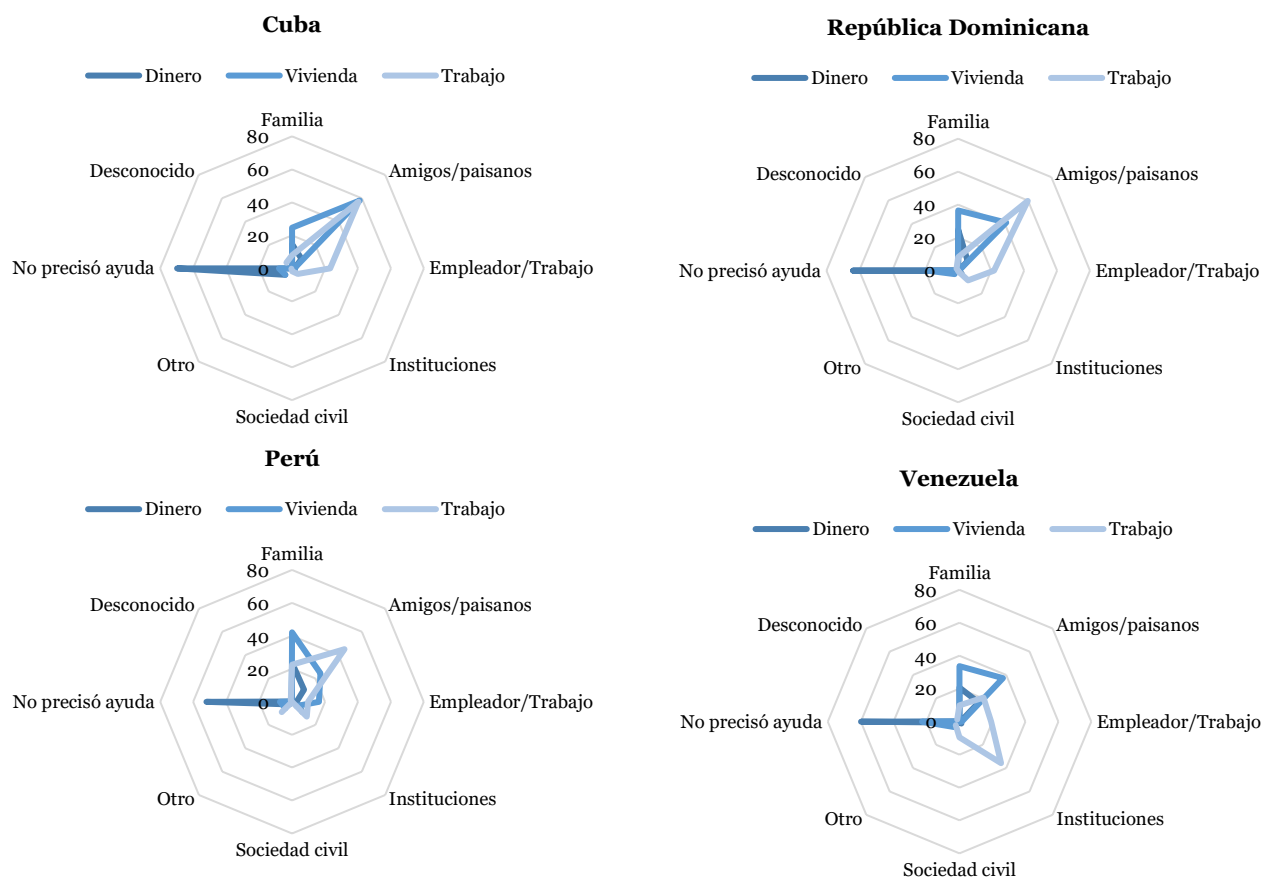 Cuba
Dinero Vivienda Trabajo
Familia
80
Desconocido Amigos/paisanos
60
40
20
No precisó ayuda 0 Empleador/Trabajo
Otro Instituciones
Sociedad civil
República Dominicana
Dinero Vivienda Trabajo
Familia
80
Desconocido Amigos/paisanos
60
40
20
No precisó ayuda 0 Empleador/Trabajo
Otro Instituciones
Sociedad civil
Perú
Dinero Vivienda Trabajo
Familia
80
Desconocido Amigos/paisanos
60
40
20
No precisó ayuda 0 Empleador/Trabajo
Otro Instituciones
Sociedad civil
Venezuela
Dinero Vivienda Trabajo
Familia
80
Desconocido Amigos/paisanos
60
40
20
No precisó ayuda 0 Empleador/Trabajo
Otro Instituciones
Sociedad civil